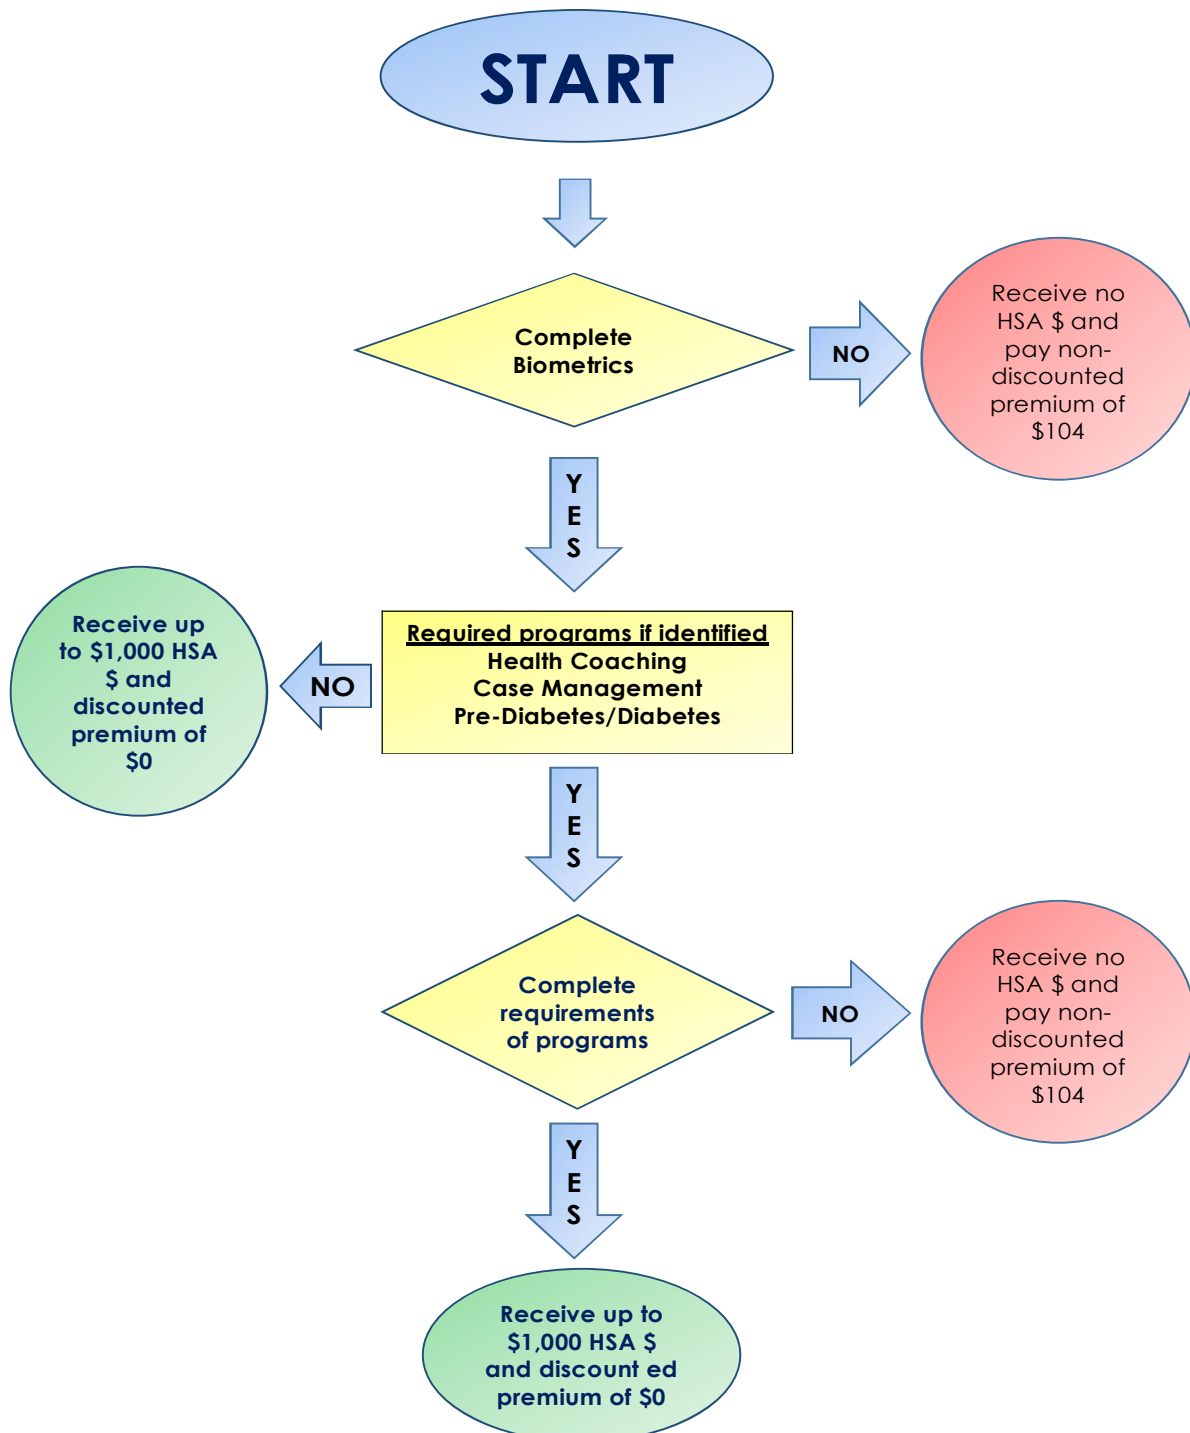 START
Complete
Biometrics
NO
Receive no
HSA $ and
pay non-
discounted
premium of
$104
Y
E
S
Required programs if identified
Health Coaching
Case Management
Pre-Diabetes/Diabetes
NO
Receive up
to $1,000 HSA
$ and
discounted
premium of
$0
Y
E
S
Complete
requirements
of programs
NO
Receive no
HSA $ and
pay non-
discounted
premium of
$104
Y
E
S
Receive up to
$1,000 HSA $
and discount ed
premium of $0